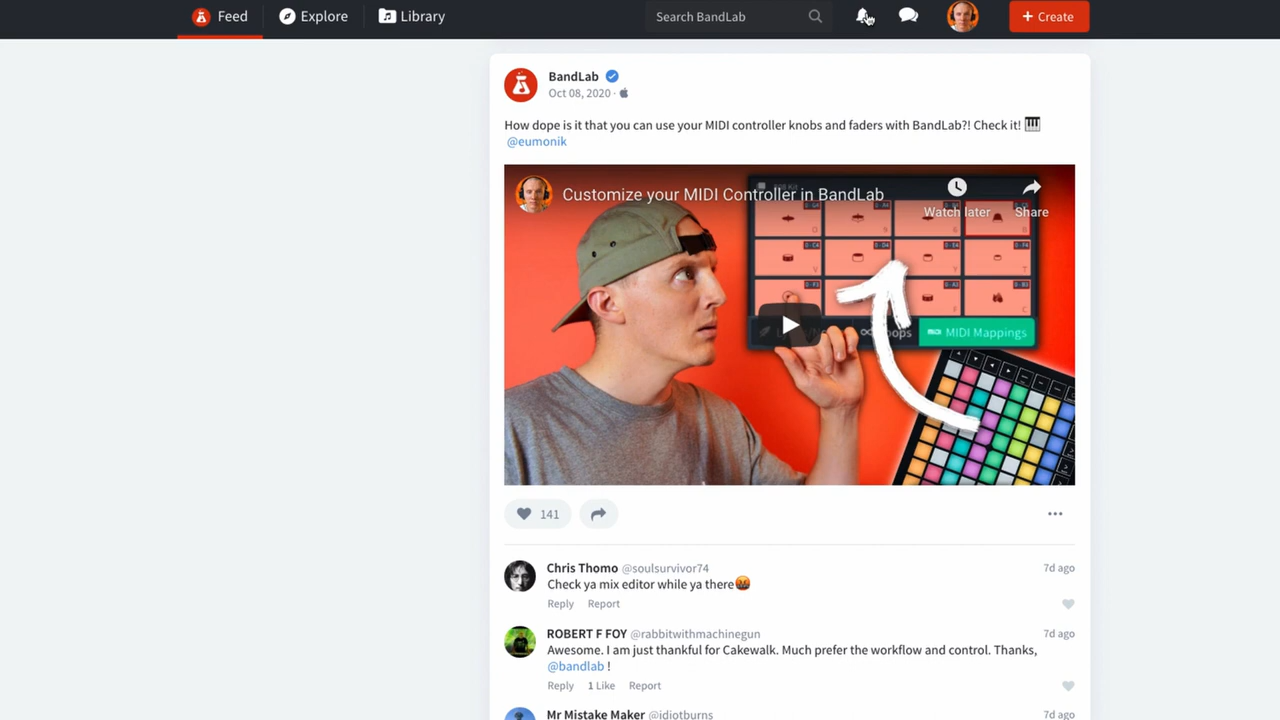 Feed
Explore
Library
Search BandLab
+ Create
BandLab
Oct 08, 2020 ·
How dope is it that you can use your MIDI controller knobs and faders with BandLab?! Check it! 🎹
@eumonik
Customize your MIDI Controller in BandLab
Watch later
Share
MIDI Mappings
141
Chris Thomo @soulsurvivor74
7d ago
Check ya mix editor while ya there🤬
Reply Report
ROBERT F FOY @rabbitwithmachinegun
7d ago
Awesome. I am just thankful for Cakewalk. Much prefer the workflow and control. Thanks,
@bandlab !
Reply 1 Like Report
Mr Mistake Maker @idiotburns
7d ago